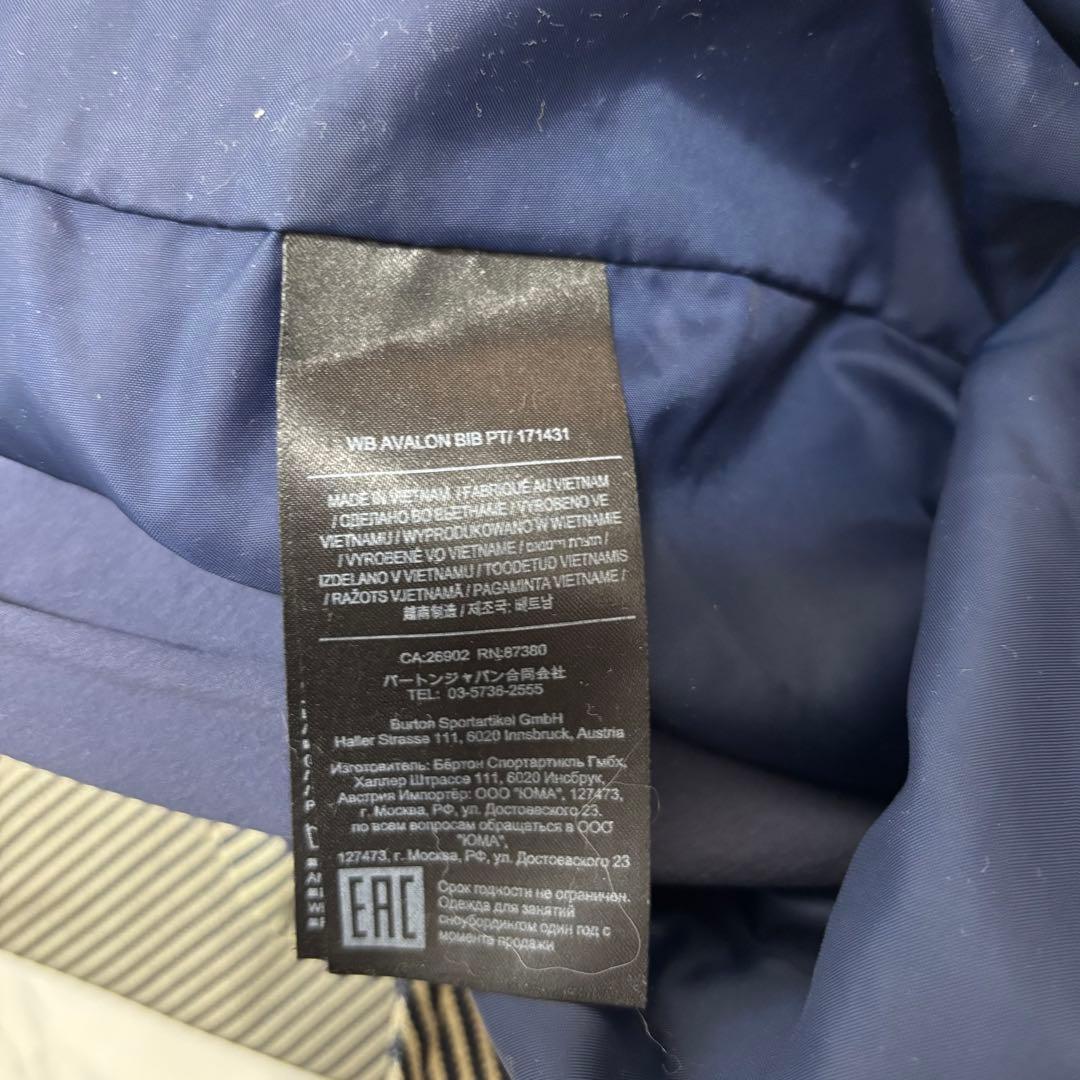 WB AVALON BIB PT/ 171431
MADE IN VIETNAM / FABRIQUÉ AU VIETNAM
/ СДЕЛАНО ВО ВЬЕТНАМЕ / VYROBENO VE
VIETNAMU / WYPRODUKOWANO W WIETNAMIE
/ VYROBENÉ VO VIETNAME / תוצרת וייטנאם /
IZDELANO V VIETNAMU / TOODETUD VIETNAMIS
/ RAŽOTS VJETNAMĀ / PAGAMINTA VIETNAME /
越南制造 / 제조국: 베트남
CA:26902 RN:87380
バートンジャパン合同会社
TEL: 03-5738-2555
Burton Sportartikel GmbH
Haller Strasse 111, 6020 Innsbruck, Austria
Изготовитель: Бёртон Спортартикль Гмбх,
Халлер Штрассе 111, 6020 Инсбрук,
Австрия Импортёр: ООО "ЮМА", 127473,
г. Москва, РФ, ул. Достоевского 23.
по всем вопросам обращаться в ООО
"ЮМА",
127473, г. Москва, РФ, ул. Достоевского 23
EAC
Срок годности не ограничен.
Одежда для занятий
сноубордингом один год с
момента продажи